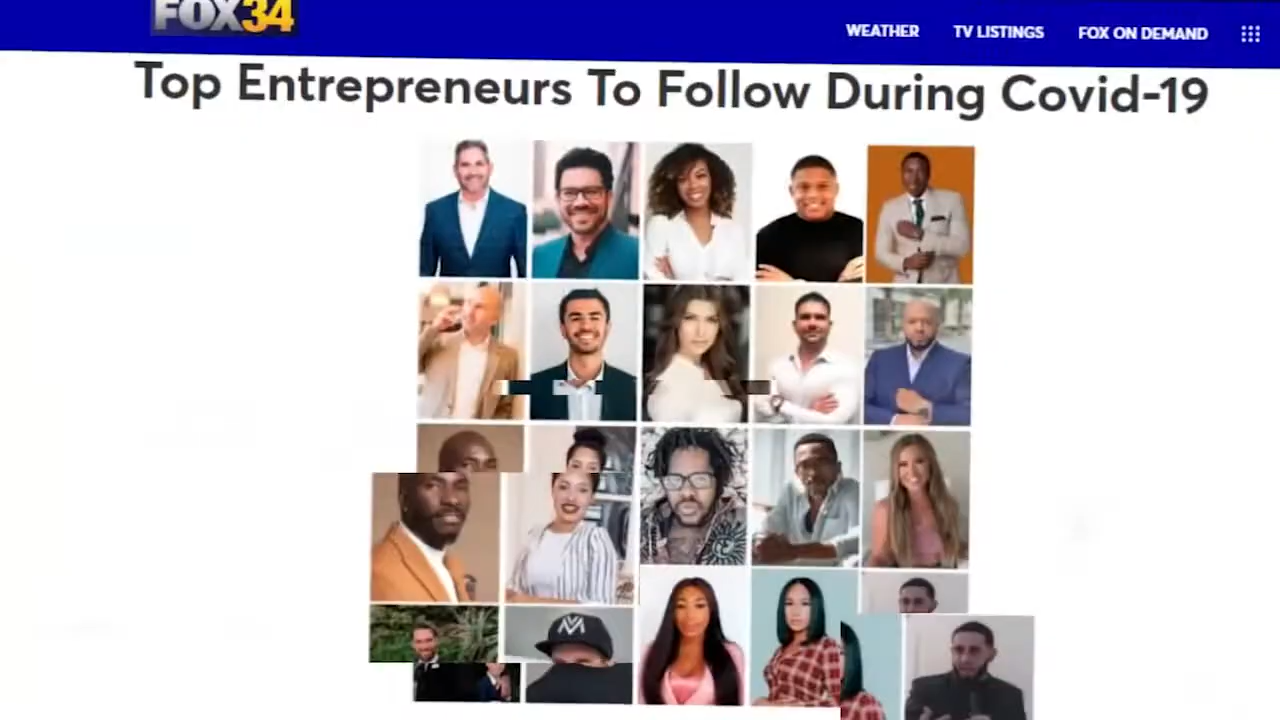 FOX34
WEATHER
TV LISTINGS
FOX ON DEMAND
Top Entrepreneurs To Follow During Covid-19